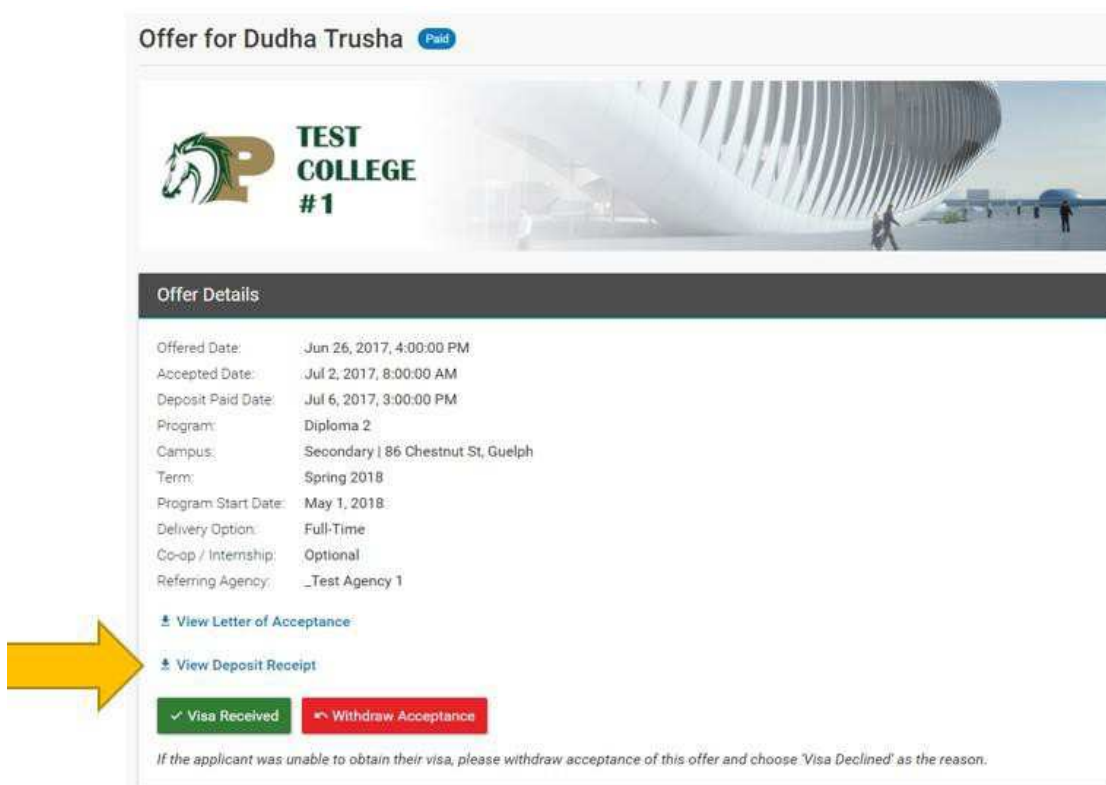 Offer for Dudha Trusha Paid
P
TEST
COLLEGE
#1
Offer Details
Offered Date: Jun 26, 2017, 4:00:00 PM
Accepted Date: Jul 2, 2017, 8:00:00 AM
Deposit Paid Date: Jul 6, 2017, 3:00:00 PM
Program: Diploma 2
Campus: Secondary | 86 Chestnut St, Guelph
Term: Spring 2018
Program Start Date: May 1, 2018
Delivery Option: Full-Time
Co-op / Internship: Optional
Referring Agency: _Test Agency 1
View Letter of Acceptance
View Deposit Receipt
Visa Received Withdraw Acceptance
If the applicant was unable to obtain their visa, please withdraw acceptance of this offer and choose 'Visa Declined' as the reason.